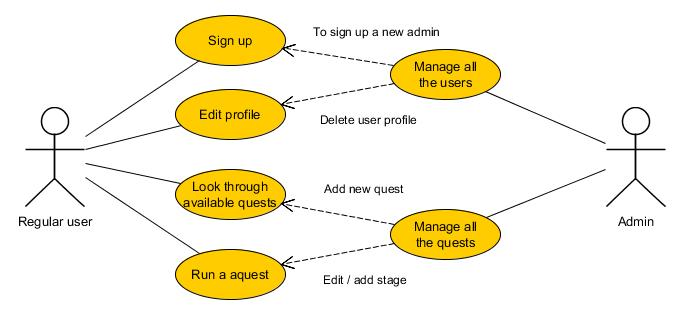 Sign up
To sign up a new admin
Manage all
the users
Edit profile
Delete user profile
Look through
available quests
Add new quest
Regular user
Admin
Manage all
the quests
Run a aquest
Edit / add stage